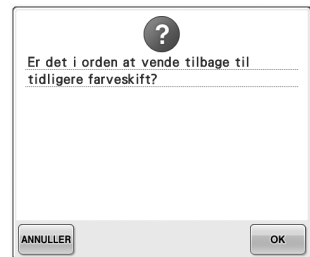 ?
Er det i orden at vende tilbage til
tidligere farveskift?
ANNULLER
OK